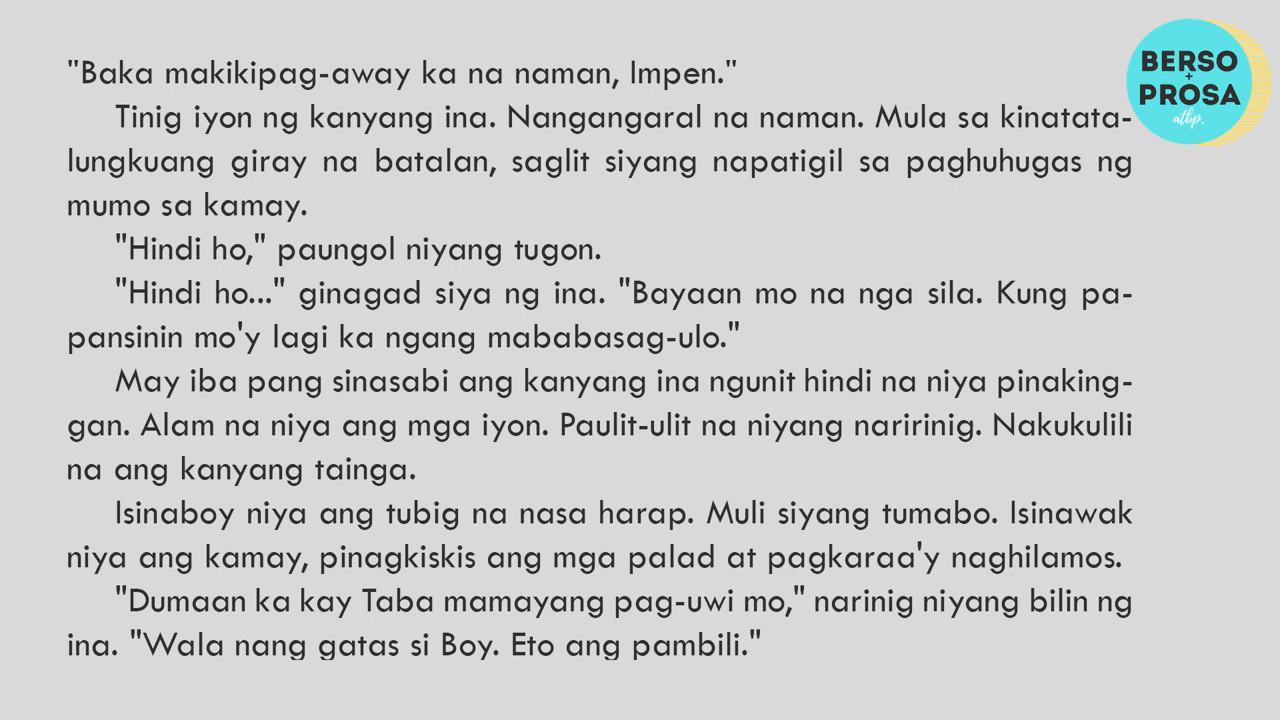 "Baka makikipag-away ka na naman, Impen."
Tinig iyon ng kanyang ina. Nangangaral na naman. Mula sa kinatata-
lungkuang giray na batalan, saglit siyang napatigil sa paghuhugas ng
mumo sa kamay.
"Hindi ho," paungol niyang tugon.
"Hindi ho..." ginagad siya ng ina. "Bayaan mo na nga sila. Kung pa-
pansinin mo'y lagi ka ngang mababasag-ulo."
May iba pang sinasabi ang kanyang ina ngunit hindi na niya pinaking-
gan. Alam na niya ang mga iyon. Paulit-ulit na niyang naririnig. Nakukulili
na ang kanyang tainga.
Isinaboy niya ang tubig na nasa harap. Muli siyang tumabo. Isinawak
niya ang kamay, pinagkiskis ang mga palad at pagkaraa'y naghilamos.
"Dumaan ka kay Taba mamayang pag-uwi mo," narinig niyang bilin ng
ina. "Wala nang gatas si Boy. Eto ang pambili."
BERSO
+
PROSA
atbp.